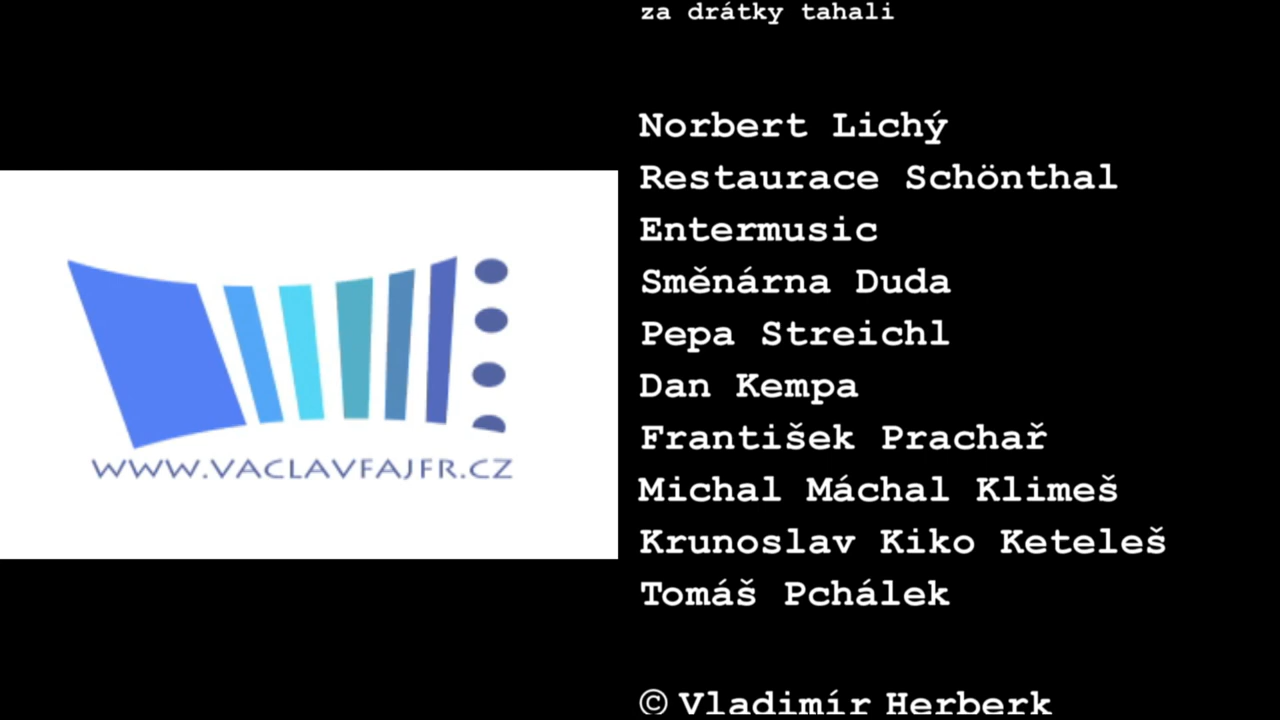 za drátky tahali
Norbert Lichý
Restaurace Schönthal
Entermusic
Směnárna Duda
Pepa Streichl
Dan Kempa
František Prachař
Michal Máchal Klimeš
Krunoslav Kiko Keteleš
Tomáš Pchálek
© Vladimír Herberk
WWW.VACLAVFAJFR.CZ